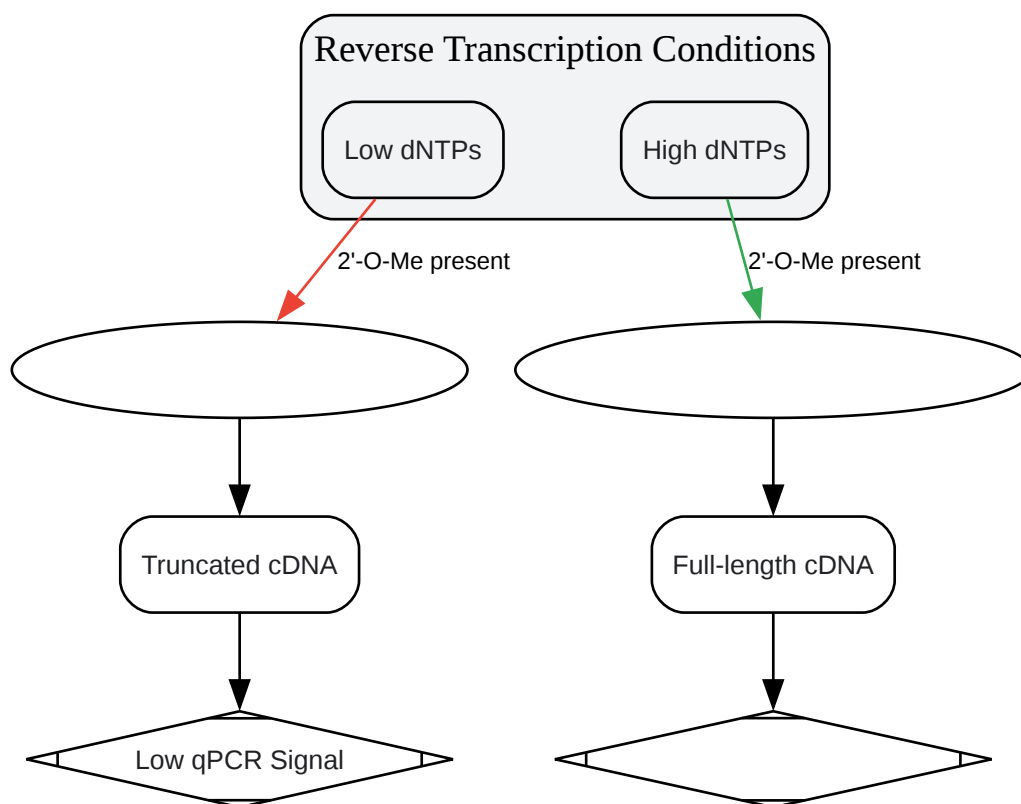 Reverse Transcription Conditions
Low dNTPs
High dNTPs
2'-O-Me present
2'-O-Me present
Truncated cDNA
Full-length cDNA
Low qPCR Signal